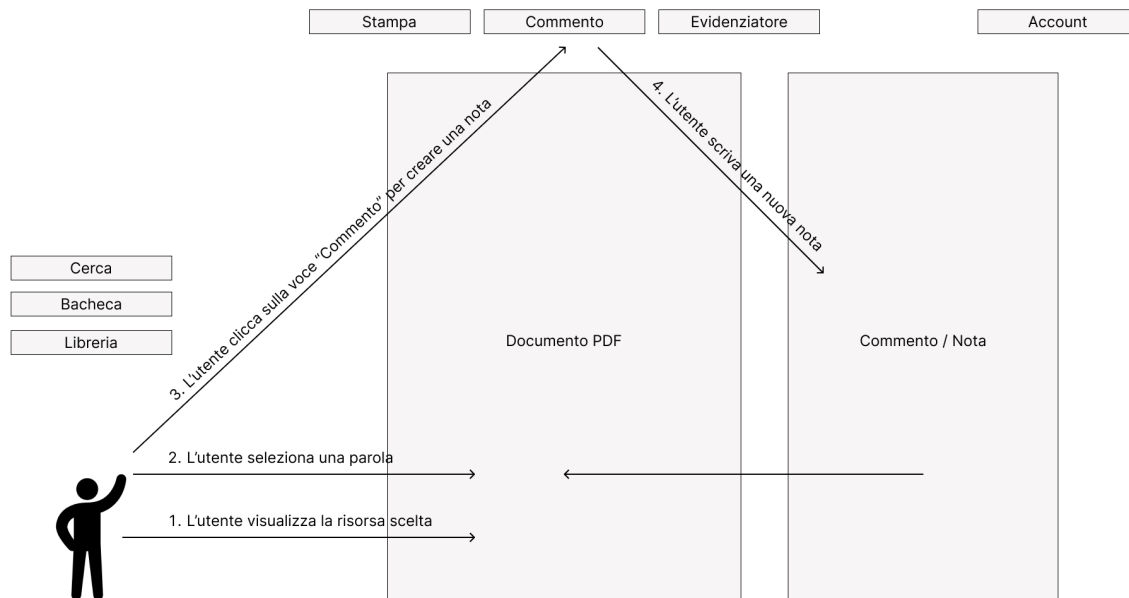 Stampa
Commento
Evidenziatore
Account
3. L'utente clicca sulla voce “Commento” per creare una nota
4. L'utente scriva una nuova nota
Cerca
Bacheca
Libreria
Documento PDF
Commento / Nota
2. L'utente seleziona una parola
1. L'utente visualizza la risorsa scelta